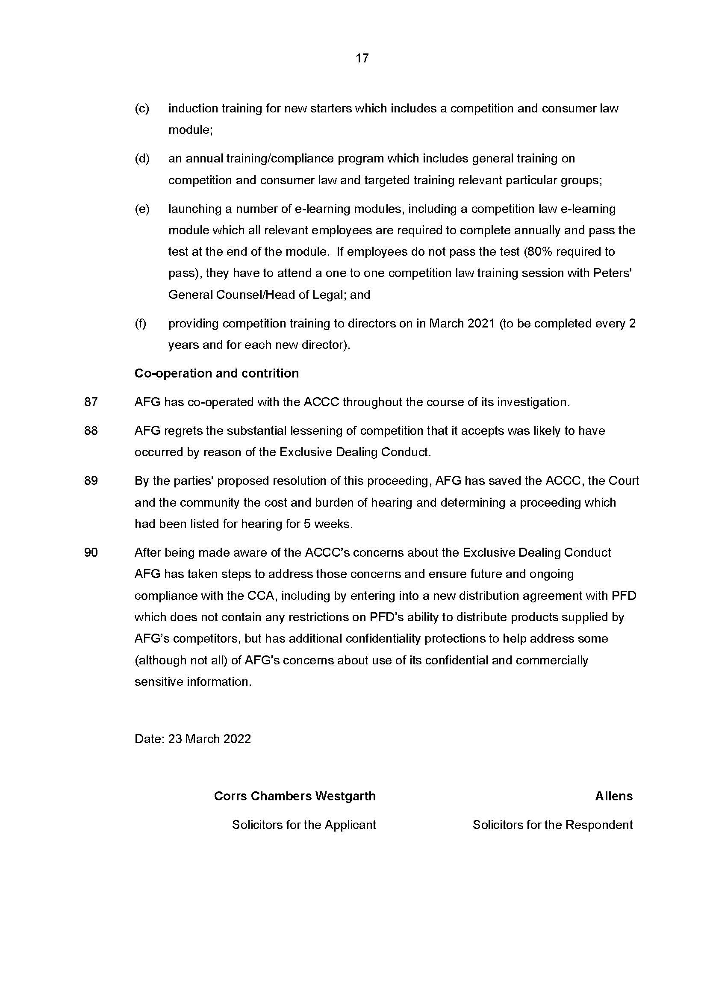 17
(c) induction training for new starters which includes a competition and consumer law
module;
(d) an annual training/compliance program which includes general training on
competition and consumer law and targeted training relevant particular groups;
(e) launching a number of e-learning modules, including a competition law e-learning
module which all relevant employees are required to complete annually and pass the
test at the end of the module.  If employees do not pass the test (80% required to
pass), they have to attend a one to one competition law training session with Peters'
General Counsel/Head of Legal; and
(f) providing competition training to directors on in March 2021 (to be completed every 2
years and for each new director).
Co-operation and contrition
87 AFG has co-operated with the ACCC throughout the course of its investigation.
88 AFG regrets the substantial lessening of competition that it accepts was likely to have
occurred by reason of the Exclusive Dealing Conduct.
89 By the parties' proposed resolution of this proceeding, AFG has saved the ACCC, the Court
and the community the cost and burden of hearing and determining a proceeding which
had been listed for hearing for 5 weeks.
90 After being made aware of the ACCC's concerns about the Exclusive Dealing Conduct
AFG has taken steps to address those concerns and ensure future and ongoing
compliance with the CCA, including by entering into a new distribution agreement with PFD
which does not contain any restrictions on PFD's ability to distribute products supplied by
AFG's competitors, but has additional confidentiality protections to help address some
(although not all) of AFG's concerns about use of its confidential and commercially
sensitive information.
Date: 23 March 2022
Corrs Chambers Westgarth Allens
Solicitors for the Applicant Solicitors for the Respondent